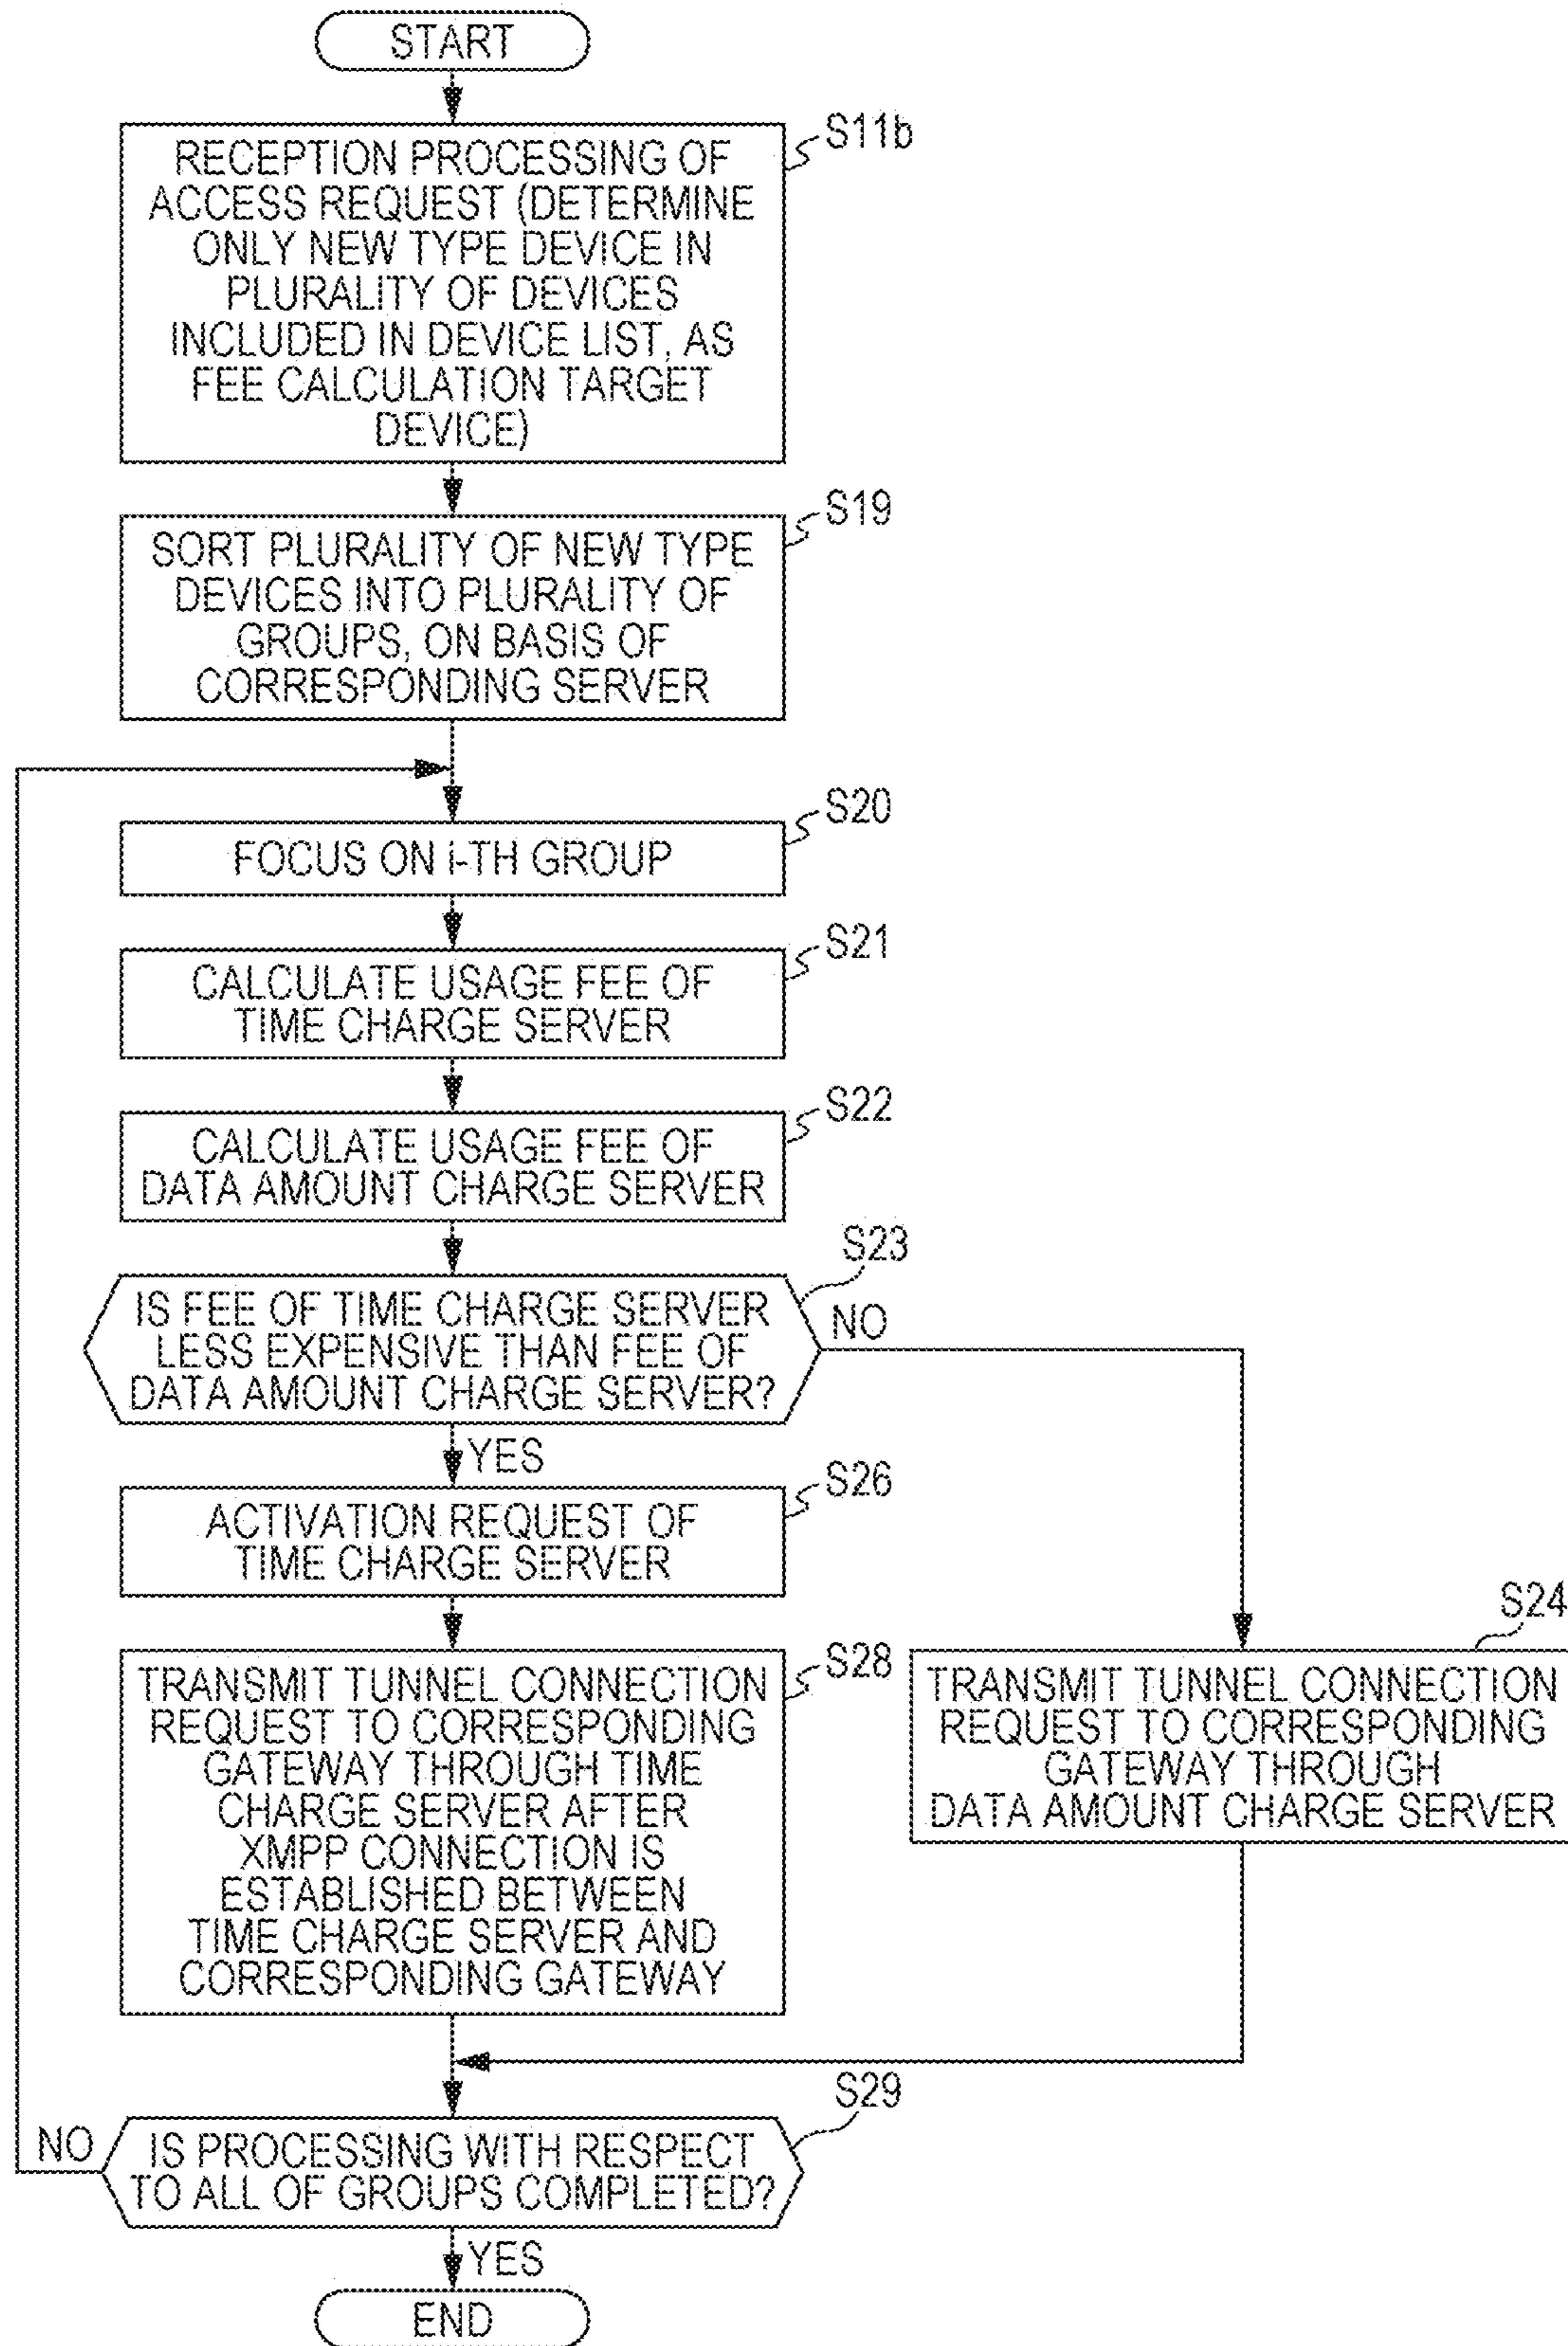 START
S11b
RECEPTION PROCESSING OF
ACCESS REQUEST (DETERMINE
ONLY NEW TYPE DEVICE IN
PLURALITY OF DEVICES
INCLUDED IN DEVICE LIST, AS
FEE CALCULATION TARGET
DEVICE)
S19
SORT PLURALITY OF NEW TYPE
DEVICES INTO PLURALITY OF
GROUPS, ON BASIS OF
CORRESPONDING SERVER
S20
FOCUS ON i-TH GROUP
S21
CALCULATE USAGE FEE OF
TIME CHARGE SERVER
S22
CALCULATE USAGE FEE OF
DATA AMOUNT CHARGE SERVER
S23
IS FEE OF TIME CHARGE SERVER
LESS EXPENSIVE THAN FEE OF
DATA AMOUNT CHARGE SERVER?
NO
YES
S26
ACTIVATION REQUEST OF
TIME CHARGE SERVER
S28
TRANSMIT TUNNEL CONNECTION
REQUEST TO CORRESPONDING
GATEWAY THROUGH TIME
CHARGE SERVER AFTER
XMPP CONNECTION IS
ESTABLISHED BETWEEN
TIME CHARGE SERVER AND
CORRESPONDING GATEWAY
S24
TRANSMIT TUNNEL CONNECTION
REQUEST TO CORRESPONDING
GATEWAY THROUGH
DATA AMOUNT CHARGE SERVER
S29
NO
IS PROCESSING WITH RESPECT
TO ALL OF GROUPS COMPLETED?
YES
END